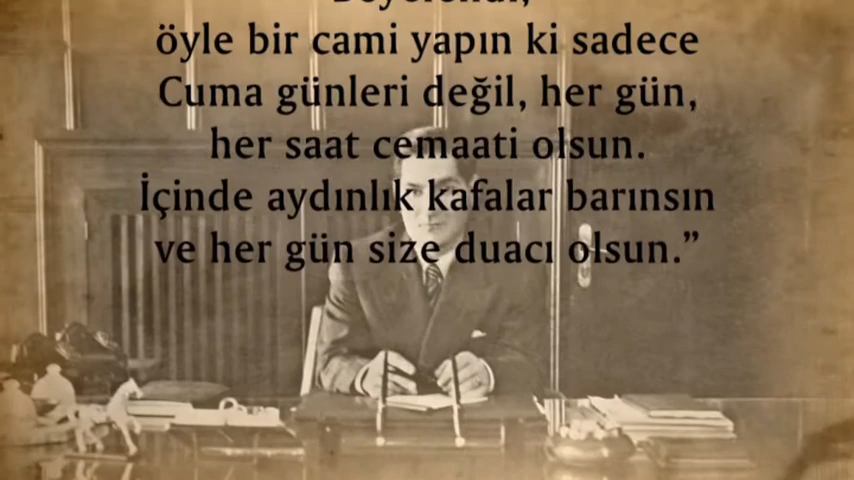 öyle bir cami yapın ki sadece
Cuma günleri değil, her gün,
her saat cemaati olsun.
İçinde aydınlık kafalar barınsın
ve her gün size duacı olsun.”